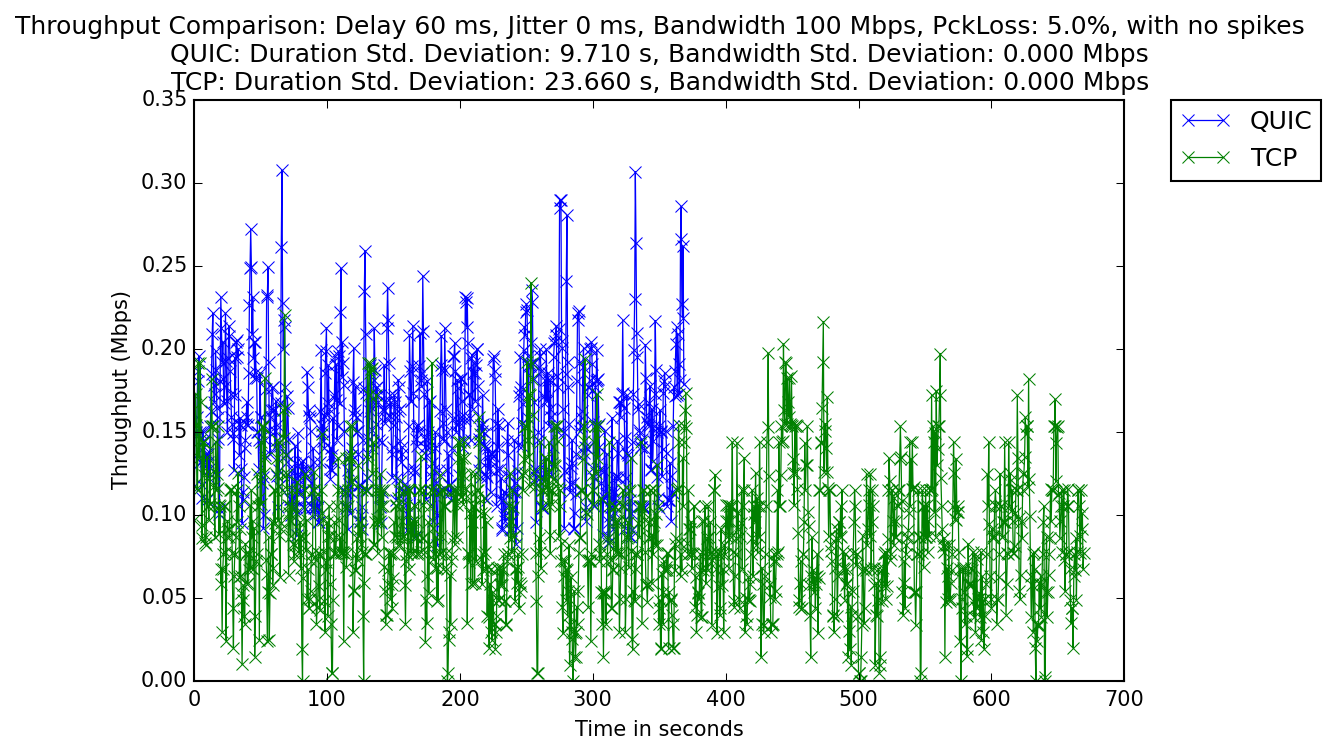 Throughput Comparison: Delay 60 ms, Jitter 0 ms, Bandwidth 100 Mbps, PckLoss: 5.0%, with no spikes
QUIC: Duration Std. Deviation: 9.710 s, Bandwidth Std. Deviation: 0.000 Mbps
TCP: Duration Std. Deviation: 23.660 s, Bandwidth Std. Deviation: 0.000 Mbps
QUIC
TCP
Throughput (Mbps)
0.35
0.30
0.25
0.20
0.15
0.10
0.05
0.00
0 100 200 300 400 500 600 700
Time in seconds